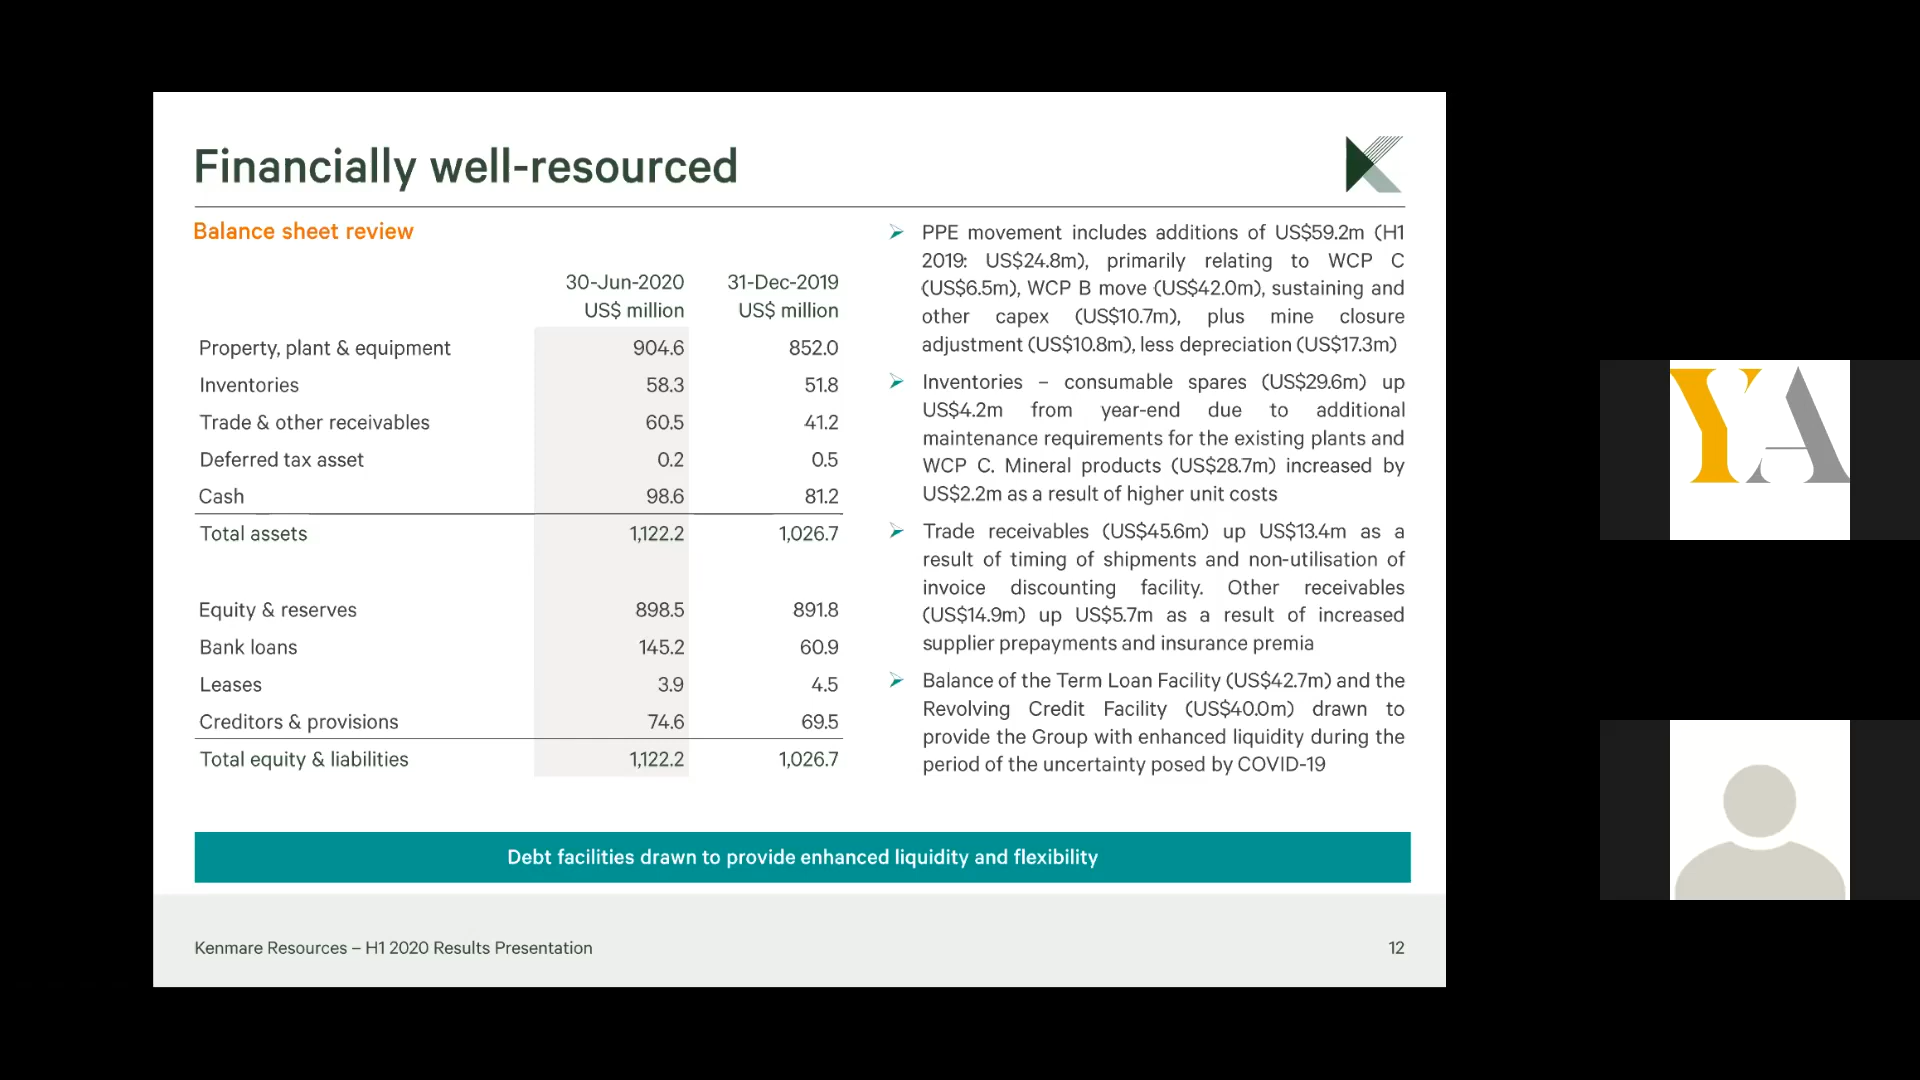 Financially well-resourced
Balance sheet review
30-Jun-2020 31-Dec-2019
US$ million US$ million
Property, plant & equipment 904.6 852.0
Inventories 58.3 51.8
Trade & other receivables 60.5 41.2
Deferred tax asset 0.2 0.5
Cash 98.6 81.2
Total assets 1,122.2 1,026.7
Equity & reserves 898.5 891.8
Bank loans 145.2 60.9
Leases 3.9 4.5
Creditors & provisions 74.6 69.5
Total equity & liabilities 1,122.2 1,026.7
PPE movement includes additions of US$59.2m (H1
2019: US$24.8m), primarily relating to WCP C
(US$6.5m), WCP B move (US$42.0m), sustaining and
other capex (US$10.7m), plus mine closure
adjustment (US$10.8m), less depreciation (US$17.3m)
Inventories – consumable spares (US$29.6m) up
US$4.2m from year-end due to additional
maintenance requirements for the existing plants and
WCP C. Mineral products (US$28.7m) increased by
US$2.2m as a result of higher unit costs
Trade receivables (US$45.6m) up US$13.4m as a
result of timing of shipments and non-utilisation of
invoice discounting facility. Other receivables
(US$14.9m) up US$5.7m as a result of increased
supplier prepayments and insurance premia
Balance of the Term Loan Facility (US$42.7m) and the
Revolving Credit Facility (US$40.0m) drawn to
provide the Group with enhanced liquidity during the
period of the uncertainty posed by COVID-19
Debt facilities drawn to provide enhanced liquidity and flexibility
Kenmare Resources – H1 2020 Results Presentation 12
YA